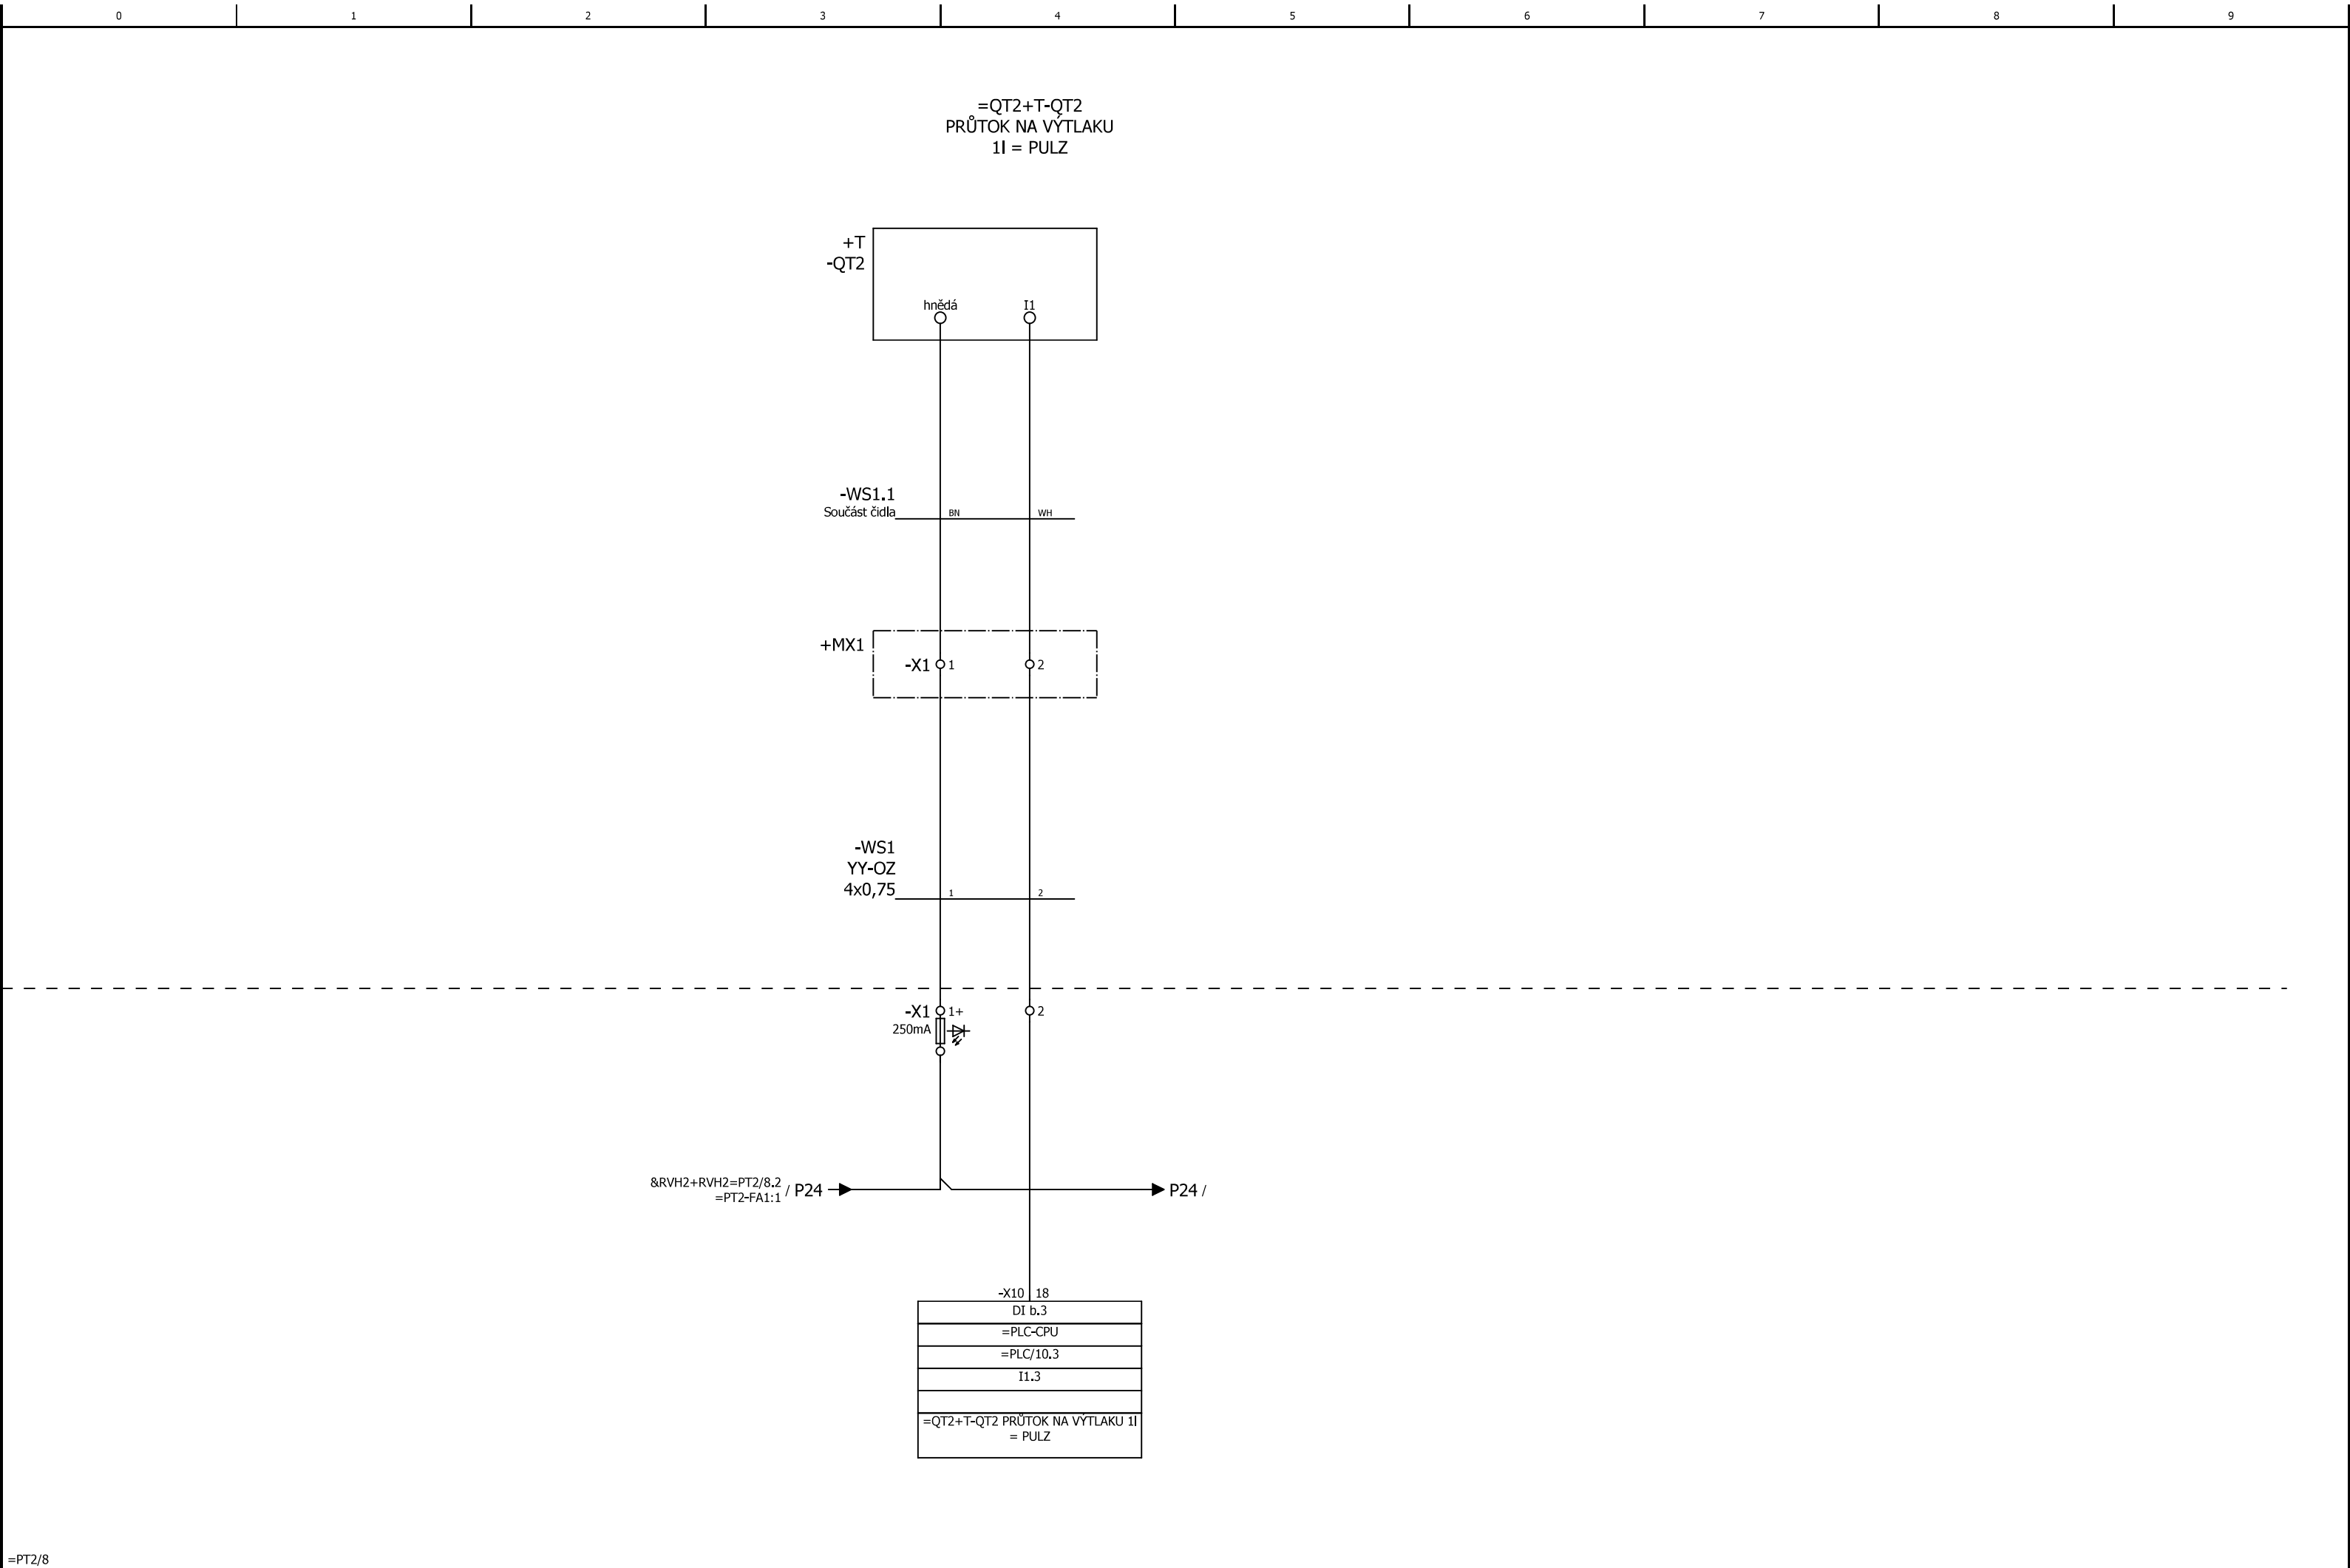 0 1 2 3 4 5 6 7 8 9
=QT2+T-QT2
PRŮTOK NA VÝTLAKU
1l = PULZ
+T
-QT2
hnědá I1
-WS1.1
Součást čidla BN WH
+MX1
-X1 1 2
-WS1
YY-OZ
4x0,75 1 2
-X1 1+ 2
250mA
&RVH2+RVH2=PT2/8.2
=PT2-FA1:1 / P24 P24 /
-X10 18
DI b.3
=PLC-CPU
=PLC/10.3
I1.3
=QT2+T-QT2 PRŮTOK NA VÝTLAKU 1l
= PULZ
=PT2/8